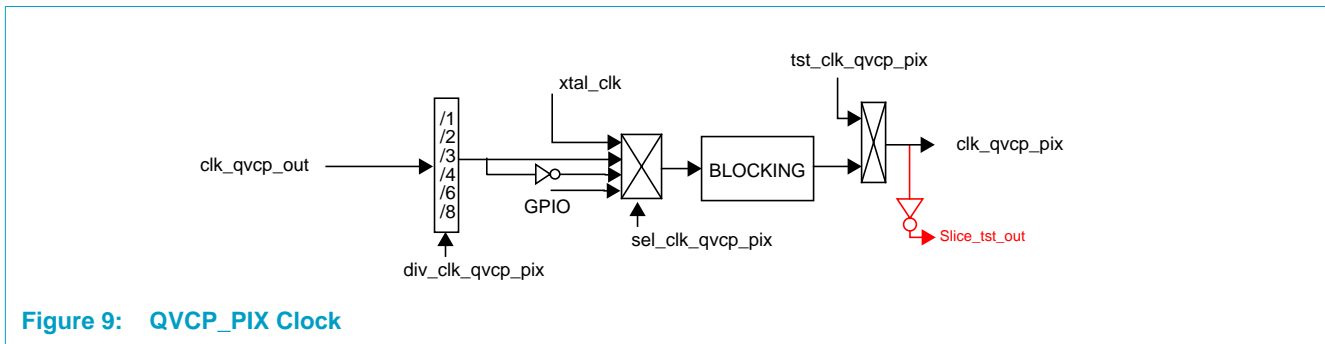 tst_clk_qvcp_pix
xtal_clk
/1
/2
/3
/4
/6
/8
clk_qvcp_out
BLOCKING
clk_qvcp_pix
GPIO
sel_clk_qvcp_pix
Slice_tst_out
div_clk_qvcp_pix
Figure 9: QVCP_PIX Clock